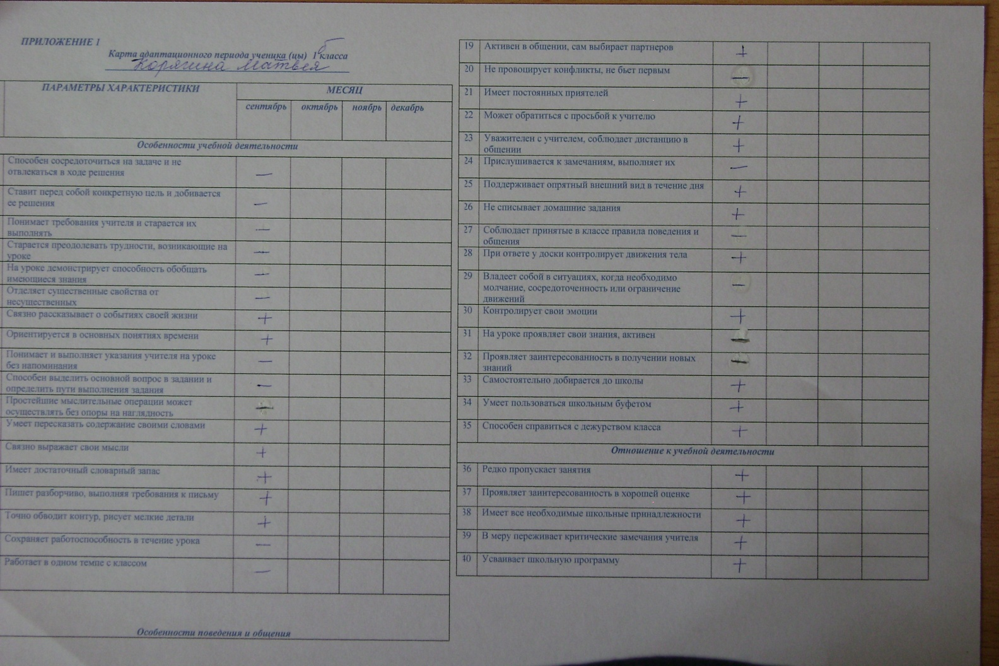 ПРИЛОЖЕНИЕ 1
Карта адаптационного периода ученика (цы) 1 б класса
Корягина Матвея
ПАРАМЕТРЫ ХАРАКТЕРИСТИКИ
МЕСЯЦ
сентябрь октябрь ноябрь декабрь
Особенности учебной деятельности
Способен сосредоточиться на задаче и не
отвлекаться в ходе решения —
Ставит перед собой конкретную цель и добивается
ее решения —
Понимает требования учителя и старается их
выполнять —
Старается преодолевать трудности, возникающие на
уроке —
На уроке демонстрирует способность обобщать
имеющиеся знания —
Отделяет существенные свойства от
несущественных —
Связно рассказывает о событиях своей жизни +
Ориентируется в основных понятиях времени +
Понимает и выполняет указания учителя на уроке
без напоминания —
Способен выделить основной вопрос в задании и
определить пути выполнения задания —
Простейшие мыслительные операции может
осуществлять без опоры на наглядность —
Умеет пересказать содержание своими словами +
Связно выражает свои мысли +
Имеет достаточный словарный запас +
Пишет разборчиво, выполняя требования к письму +
Точно обводит контур, рисует мелкие детали +
Сохраняет работоспособность в течение урока —
Работает в одном темпе с классом —
Особенности поведения и общения
19 Активен в общении, сам выбирает партнеров +
20 Не провоцирует конфликты, не бьет первым —
21 Имеет постоянных приятелей +
22 Может обратиться с просьбой к учителю +
23 Уважителен с учителем, соблюдает дистанцию в
общении +
24 Прислушивается к замечаниям, выполняет их —
25 Поддерживает опрятный внешний вид в течение дня +
26 Не списывает домашние задания +
27 Соблюдает принятые в классе правила поведения и
общения —
28 При ответе у доски контролирует движения тела +
29 Владеет собой в ситуациях, когда необходимо
молчание, сосредоточенность или ограничение
движений —
30 Контролирует свои эмоции +
31 На уроке проявляет свои знания, активен —
32 Проявляет заинтересованность в получении новых
знаний —
33 Самостоятельно добирается до школы +
34 Умеет пользоваться школьным буфетом +
35 Способен справиться с дежурством класса +
Отношение к учебной деятельности
36 Редко пропускает занятия +
37 Проявляет заинтересованность в хорошей оценке +
38 Имеет все необходимые школьные принадлежности +
39 В меру переживает критические замечания учителя +
40 Усваивает школьную программу +